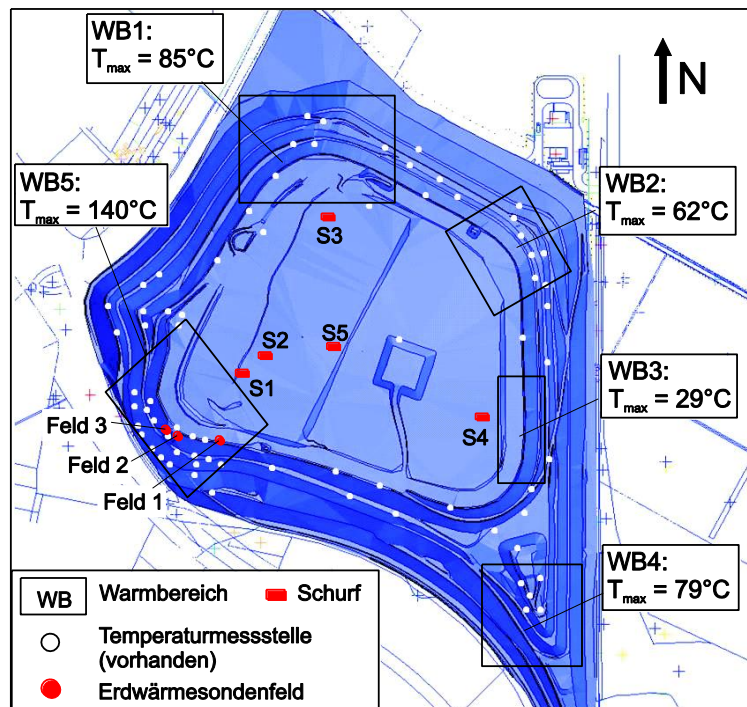 WB1:
Tmax = 85°C
N
WB5:
Tmax = 140°C
WB2:
Tmax = 62°C
S3
S2
S5
S1
S4
WB3:
Tmax = 29°C
Feld 3
Feld 2
Feld 1
WB4:
Tmax = 79°C
WB Warmbereich Schurf
Temperaturmessstelle
(vorhanden)
Erdwärmesondenfeld